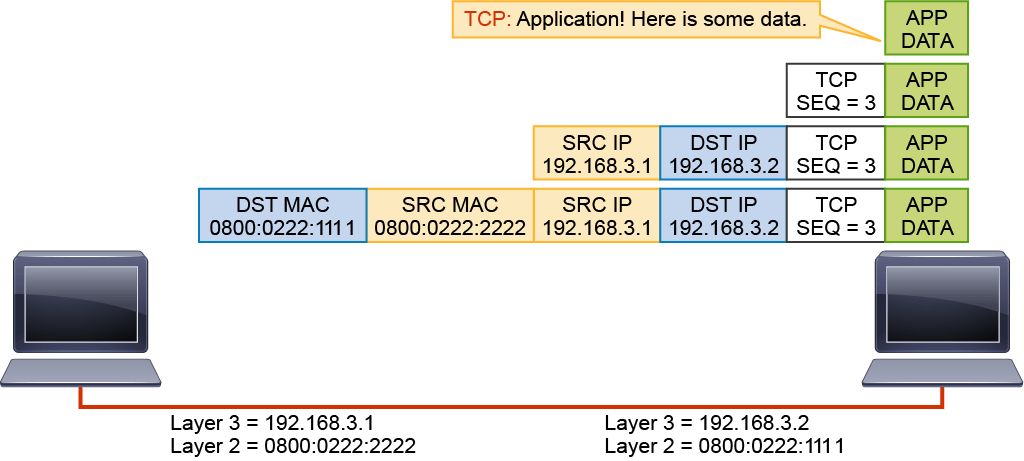 TCP: Application! Here is some data.
APP
DATA
TCP
SEQ = 3
APP
DATA
SRC IP
192.168.3.1
DST IP
192.168.3.2
TCP
SEQ = 3
APP
DATA
DST MAC
0800:0222:1111
SRC MAC
0800:0222:2222
SRC IP
192.168.3.1
DST IP
192.168.3.2
TCP
SEQ = 3
APP
DATA
Layer 3 = 192.168.3.1
Layer 2 = 0800:0222:2222
Layer 3 = 192.168.3.2
Layer 2 = 0800:0222:1111